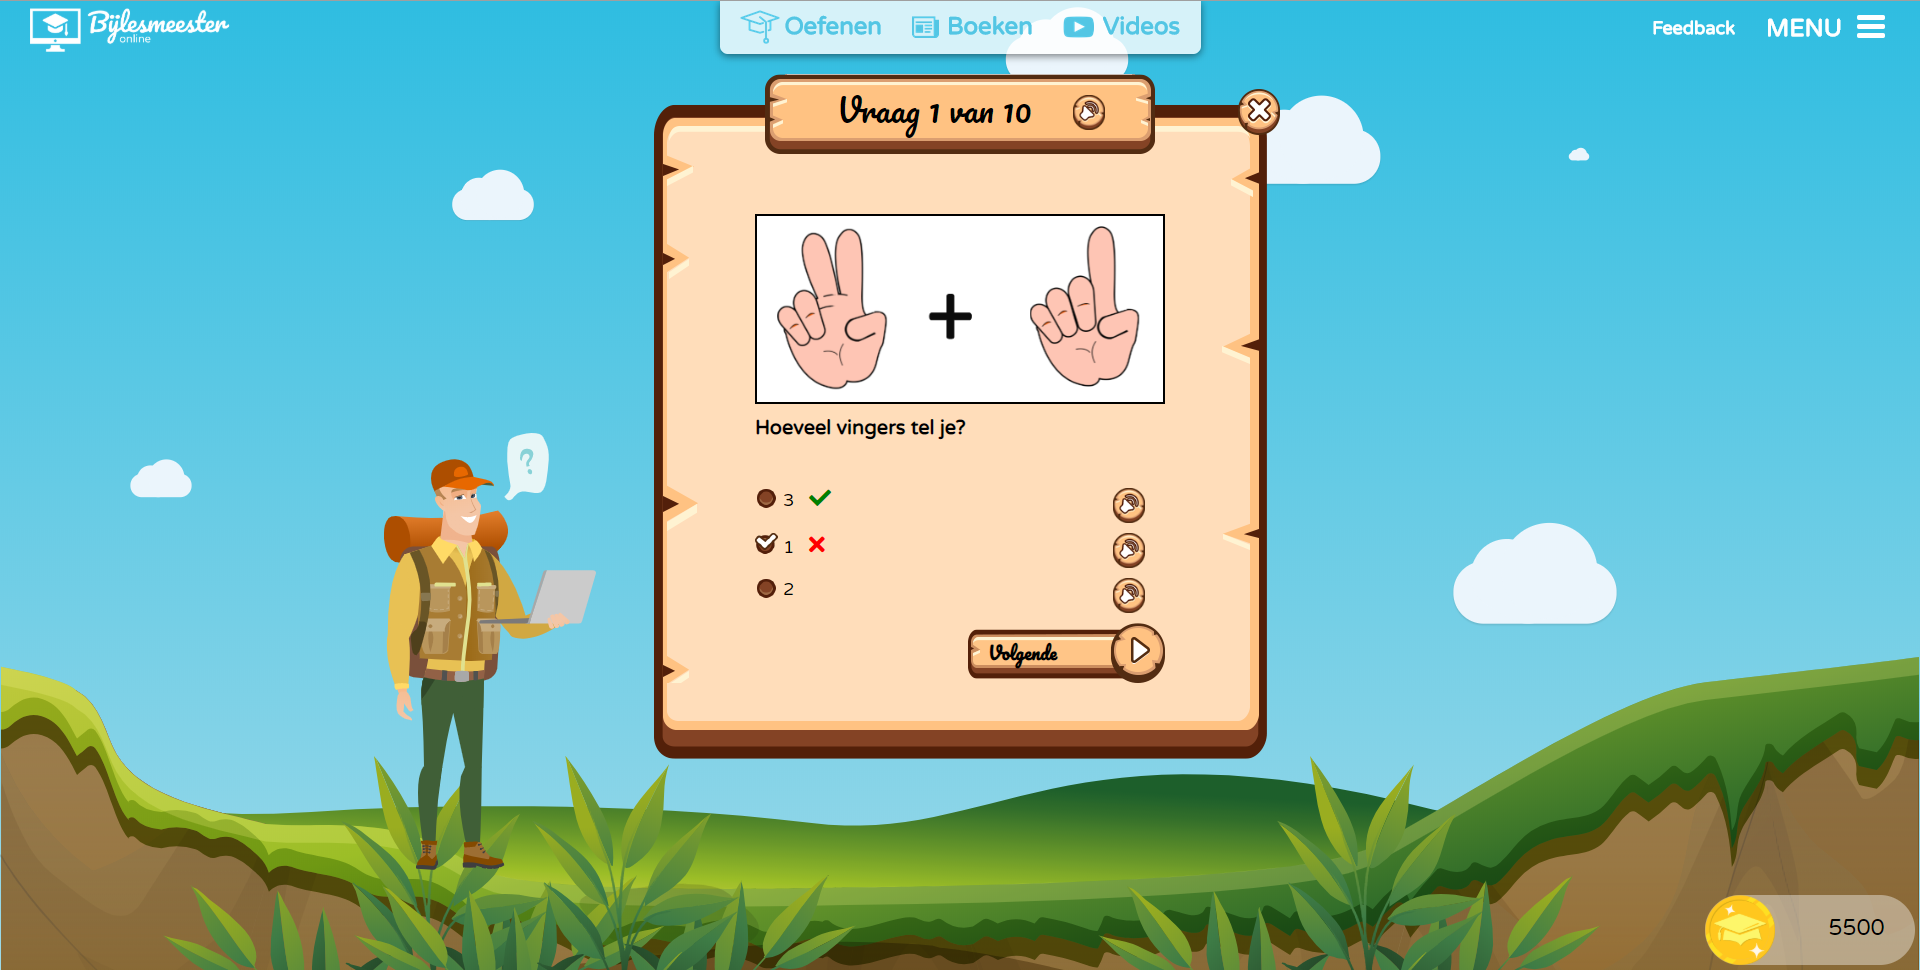 Bijlesmeester
online
Oefenen
Boeken
Videos
Feedback
MENU
Vraag 1 van 10
+
?
Hoeveel vingers tel je?
3
1
2
Volgende
5500